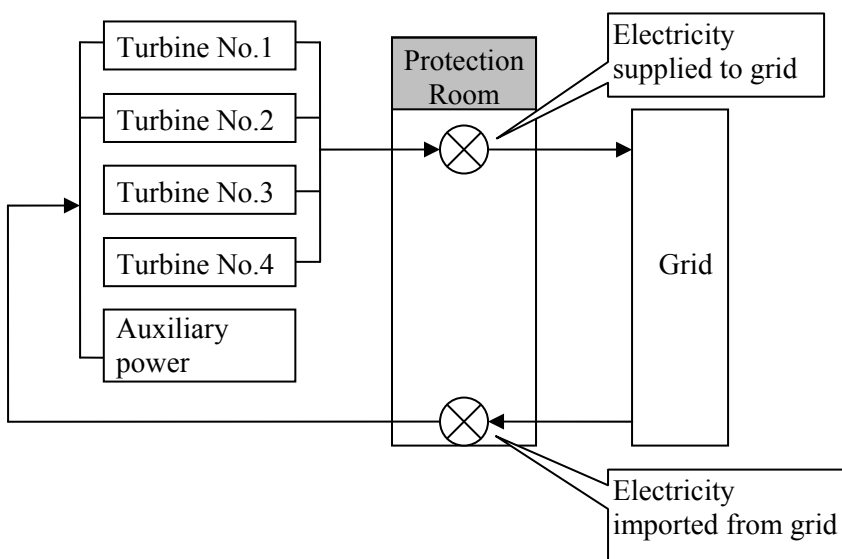 Turbine No.1
Turbine No.2
Turbine No.3
Turbine No.4
Auxiliary
power
Protection
Room
Electricity
supplied to grid
Grid
Electricity
imported from grid